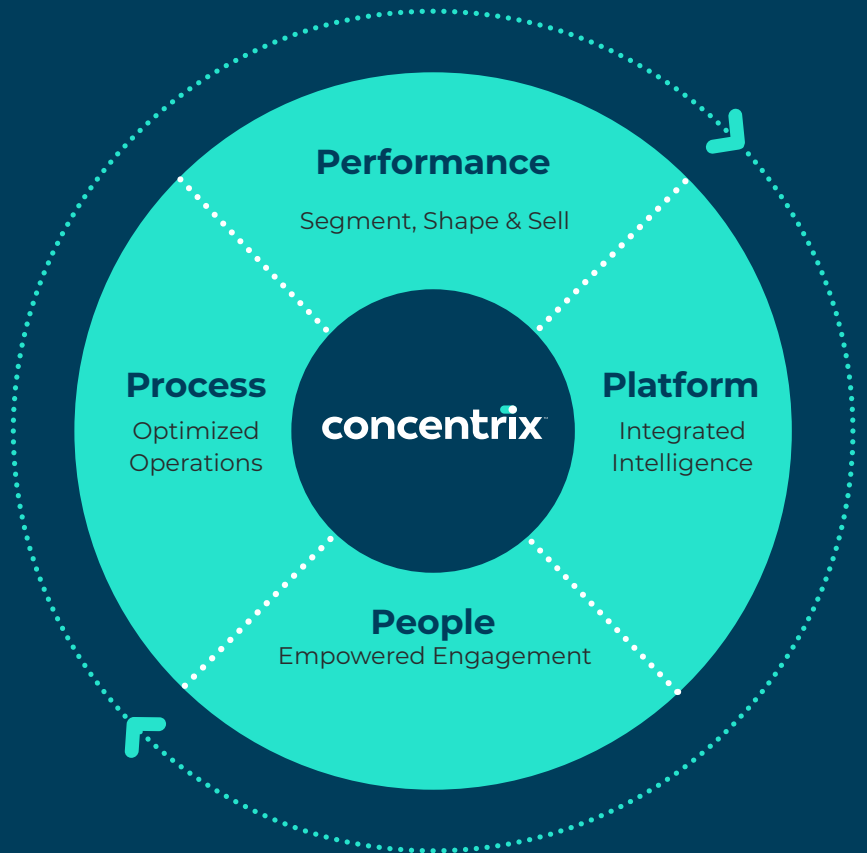 Performance
Segment, Shape & Sell
Process
Optimized
Operations
concentrix
Platform
Integrated
Intelligence
People
Empowered Engagement